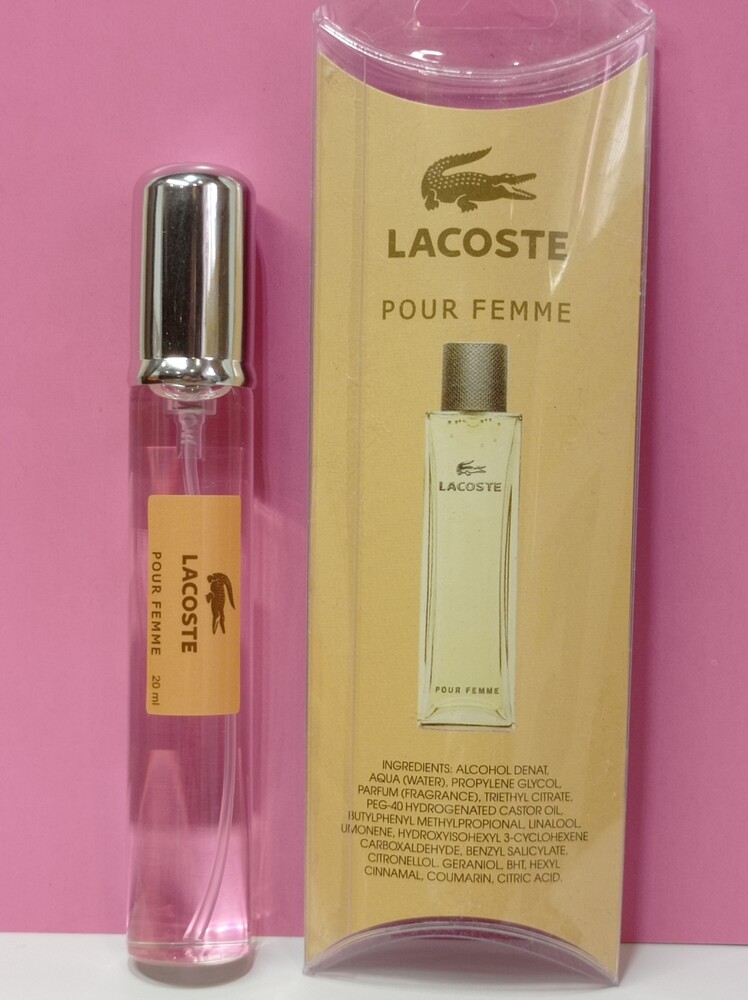 LACOSTE
POUR FEMME
LACOSTE
POUR FEMME
INGREDIENTS: ALCOHOL DENAT,
AQUA (WATER), PROPYLENE GLYCOL,
PARFUM (FRAGRANCE), TRIETHYL CITRATE,
PEG-40 HYDROGENATED CASTOR OIL,
BUTYLPHENYL METHYLPROPIONAL, LINALOOL,
LIMONENE, HYDROXYISOHEXYL 3-CYCLOHEXENE
CARBOXALDEHYDE, BENZYL SALICYLATE,
CITRONELLOL, GERANIOL, BHT, HEXYL
CINNAMAL, COUMARIN, CITRIC ACID.
LACOSTE
POUR FEMME 20 ml